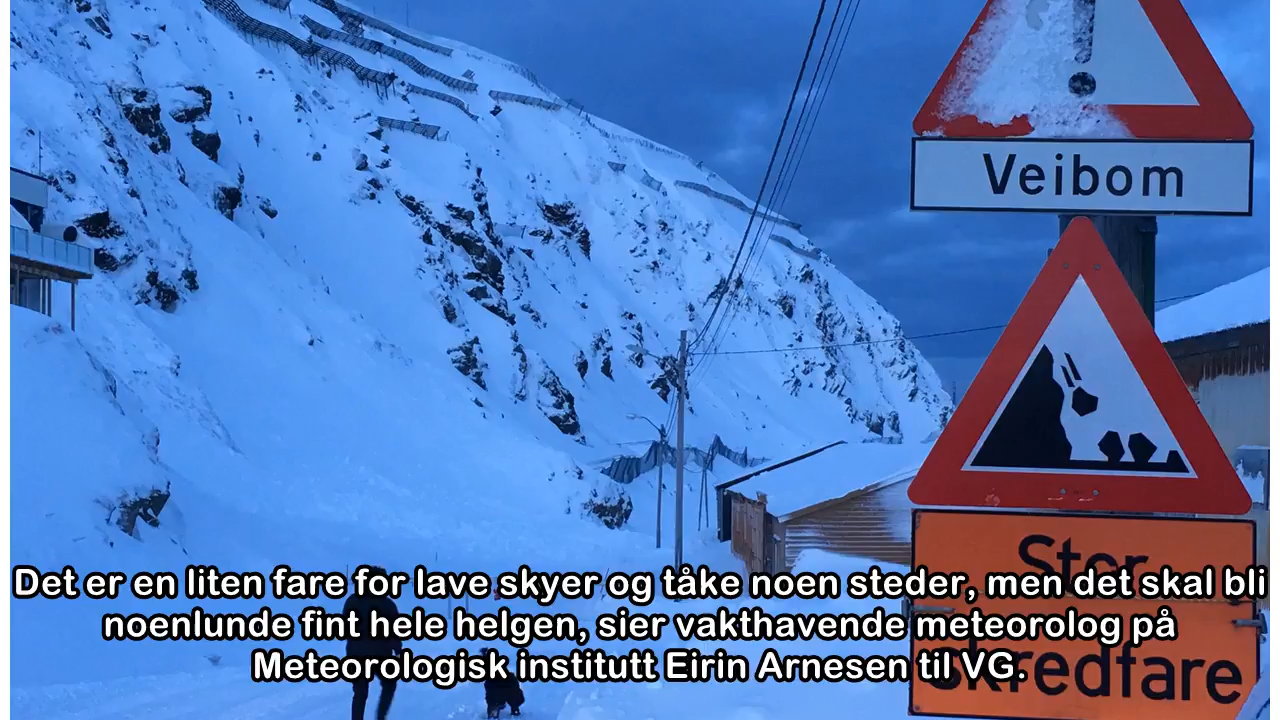 Veibom
Stor
skredfare
Det er en liten fare for lave skyer og tåke noen steder, men det skal bli
noenlunde fint hele helgen, sier vakthavende meteorolog på
Meteorologisk institutt Eirin Arnesen til VG.